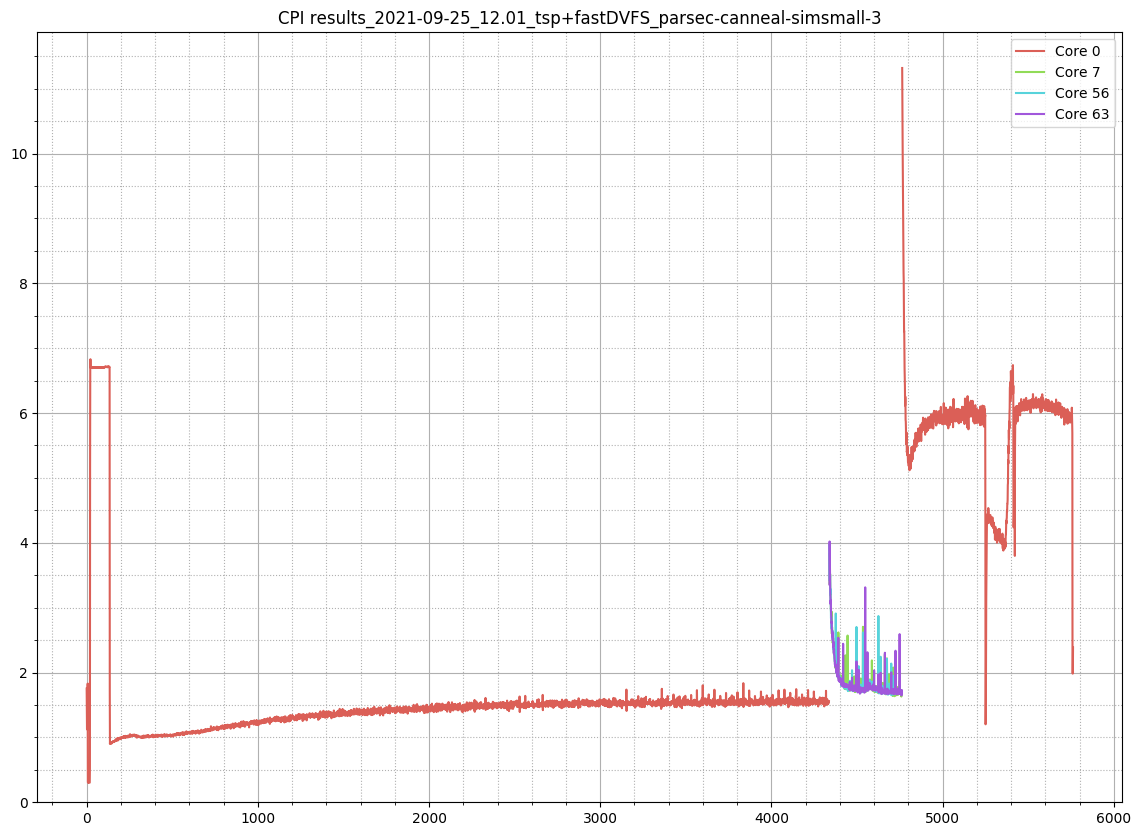 CPI results_2021-09-25_12.01_tsp+fastDVFS_parsec-canneal-simsmall-3
Core 0
Core 7
Core 56
Core 63
10
8
6
4
2
0
0 1000 2000 3000 4000 5000 6000